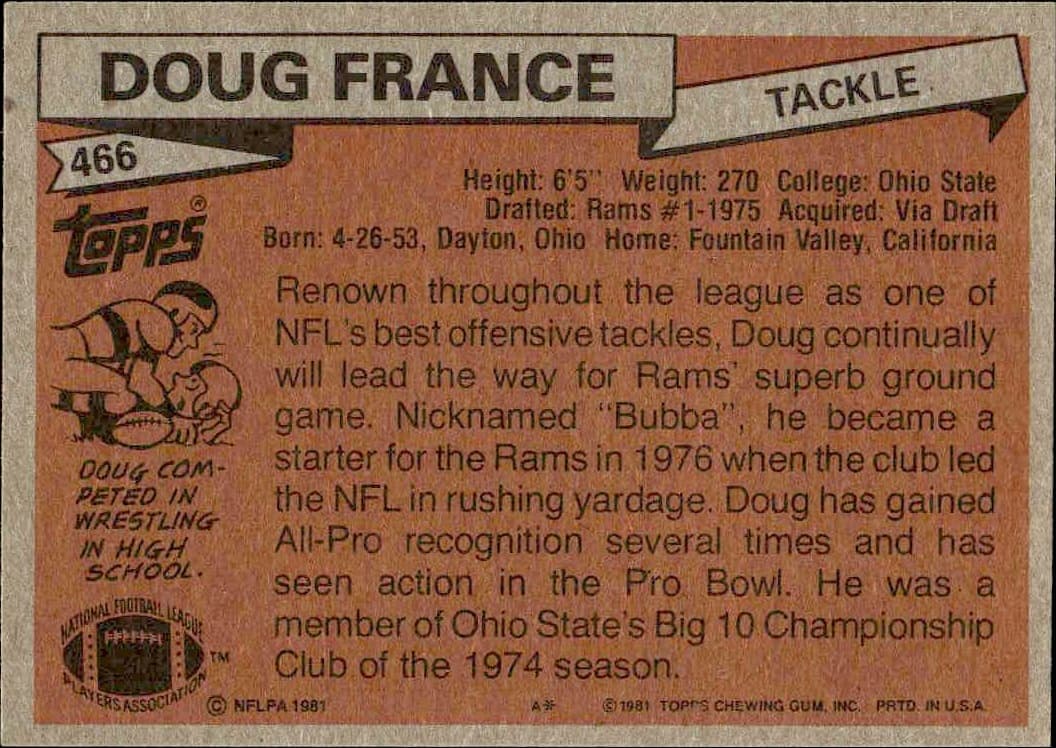 DOUG FRANCE
TACKLE
466
Topps®
Height: 6'5" Weight: 270 College: Ohio State
Drafted: Rams #1-1975 Acquired: Via Draft
Born: 4-26-53, Dayton, Ohio Home: Fountain Valley, California
Renown throughout the league as one of
NFL's best offensive tackles, Doug continually
will lead the way for Rams' superb ground
game. Nicknamed "Bubba", he became a
starter for the Rams in 1976 when the club led
the NFL in rushing yardage. Doug has gained
All-Pro recognition several times and has
seen action in the Pro Bowl. He was a
member of Ohio State's Big 10 Championship
Club of the 1974 season.
DOUG COM-
PETED IN
WRESTLING
IN HIGH
SCHOOL.
NATIONAL FOOTBALL LEAGUE
PLAYERS ASSOCIATION
TM
© NFLPA 1981
A*
© 1981 TOPPS CHEWING GUM, INC. PRTD. IN U.S.A.